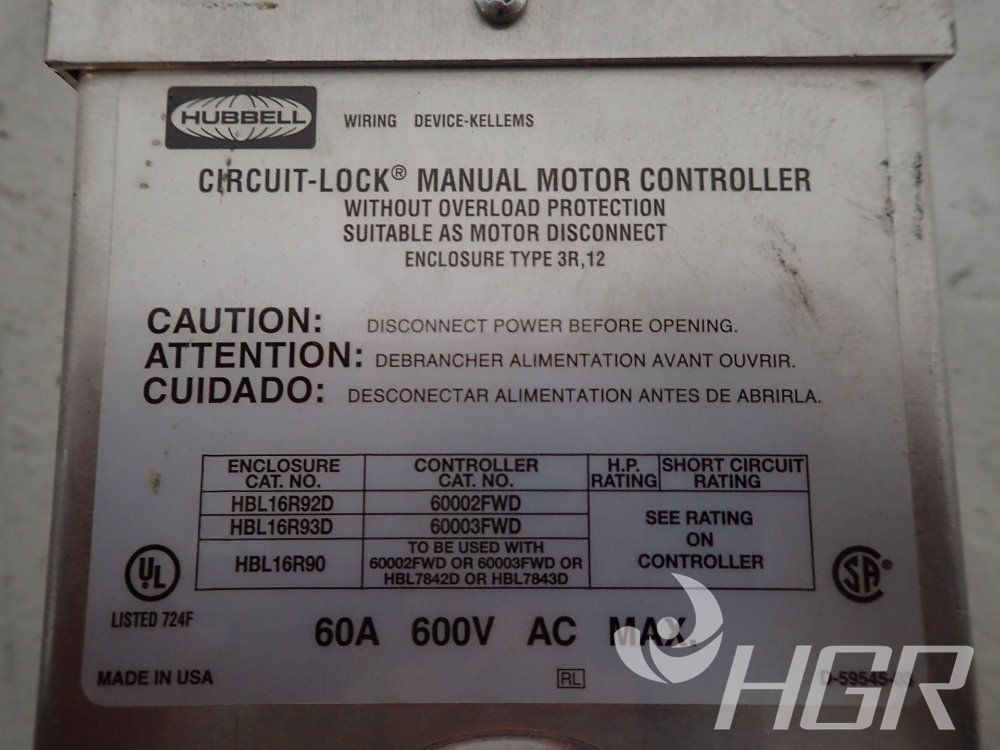 HUBBELL WIRING DEVICE-KELLEMS
CIRCUIT-LOCK® MANUAL MOTOR CONTROLLER
WITHOUT OVERLOAD PROTECTION
SUITABLE AS MOTOR DISCONNECT
ENCLOSURE TYPE 3R,12
CAUTION: DISCONNECT POWER BEFORE OPENING.
ATTENTION: DEBRANCHER ALIMENTATION AVANT OUVRIR.
CUIDADO: DESCONECTAR ALIMENTATION ANTES DE ABRIRLA.
ENCLOSURE CAT. NO. CONTROLLER CAT. NO. H.P. RATING SHORT CIRCUIT RATING
HBL16R92D 60002FWD
HBL16R93D 60003FWD
HBL16R90 TO BE USED WITH
60002FWD OR 60003FWD OR
HBL7842D OR HBL7843D
SEE RATING
ON
CONTROLLER
UL
LISTED 724F
SA®
60A 600V AC MAX.
MADE IN USA RL D-59545-03
HGR